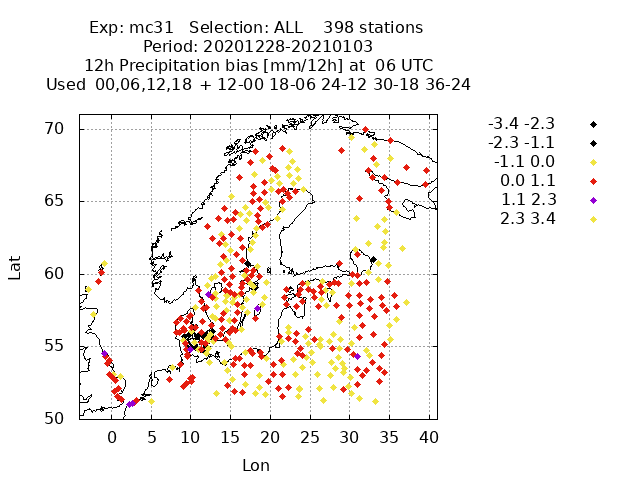 Exp: mc31   Selection: ALL    398 stations
Period: 20201228-20210103
12h Precipitation bias [mm/12h] at  06 UTC
Used  00,06,12,18  + 12-00 18-06 24-12 30-18 36-24
-3.4 -2.3
-2.3 -1.1
-1.1 0.0
0.0 1.1
1.1 2.3
2.3 3.4
70
65
60
55
50
Lat
0 5 10 15 20 25 30 35 40
Lon